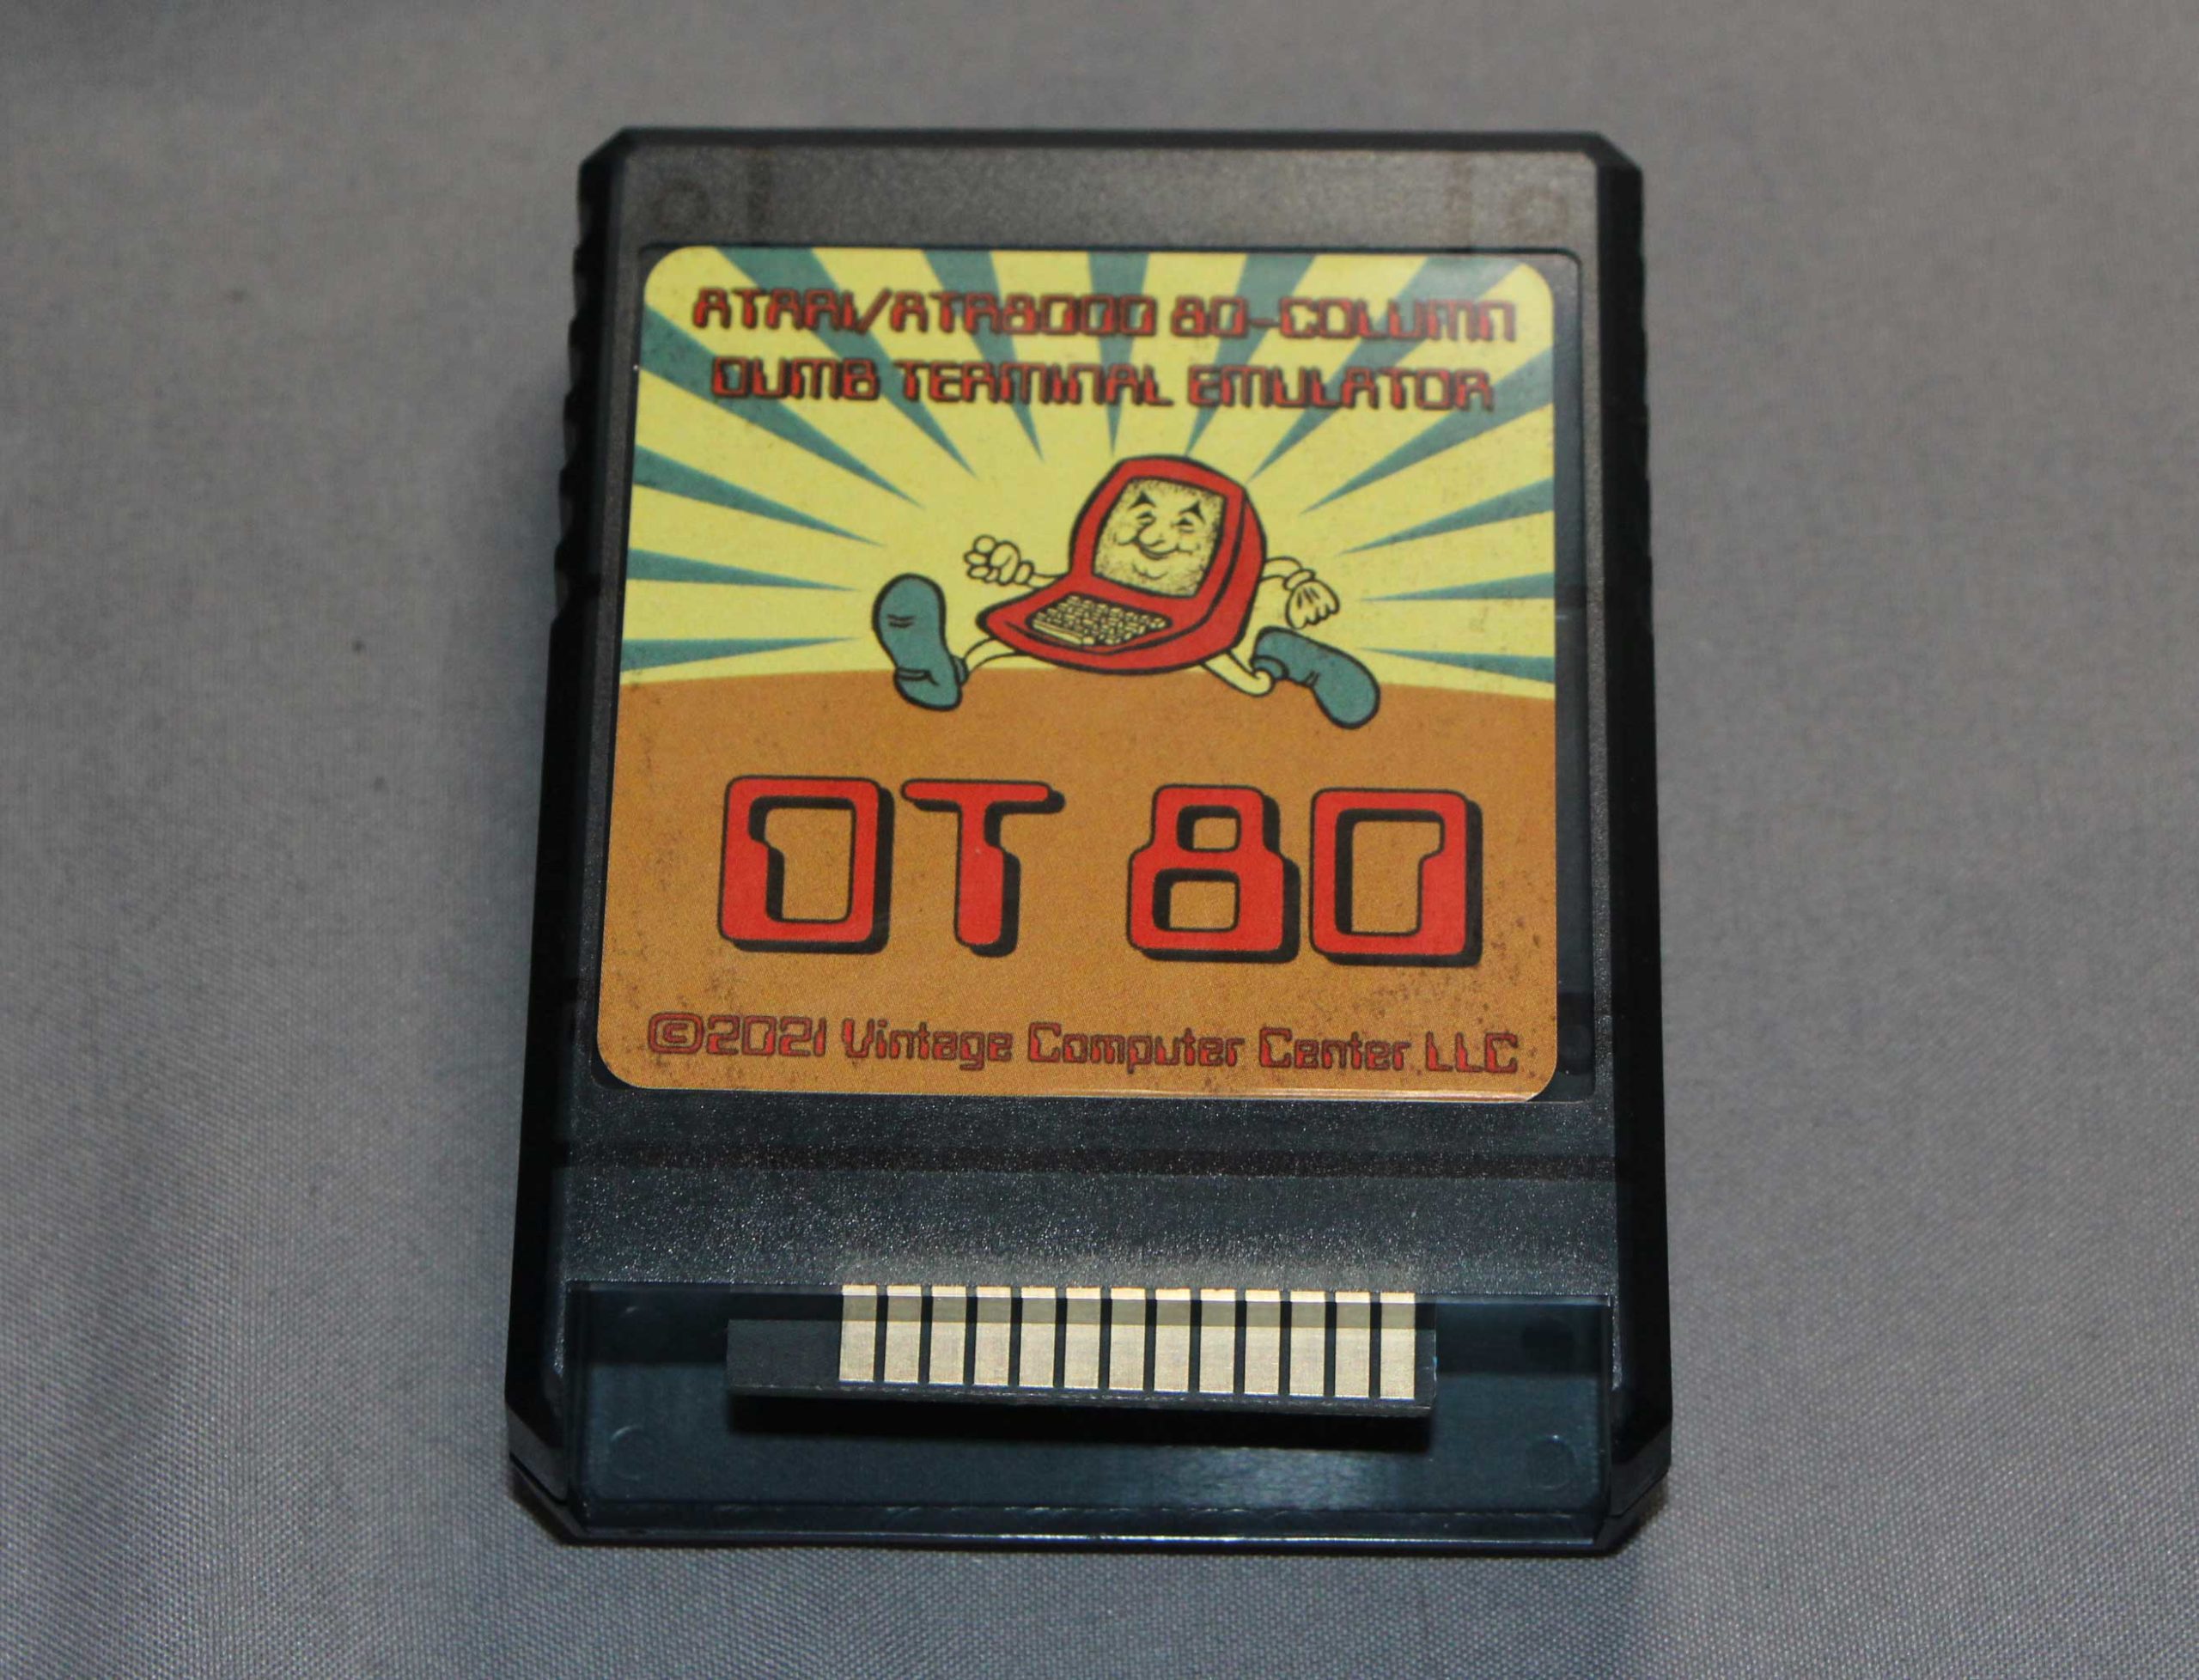 ATARI/ATR8000 80-COLUMN
DUMB TERMINAL EMULATOR
DT 80
©2021 Vintage Computer Center LLC